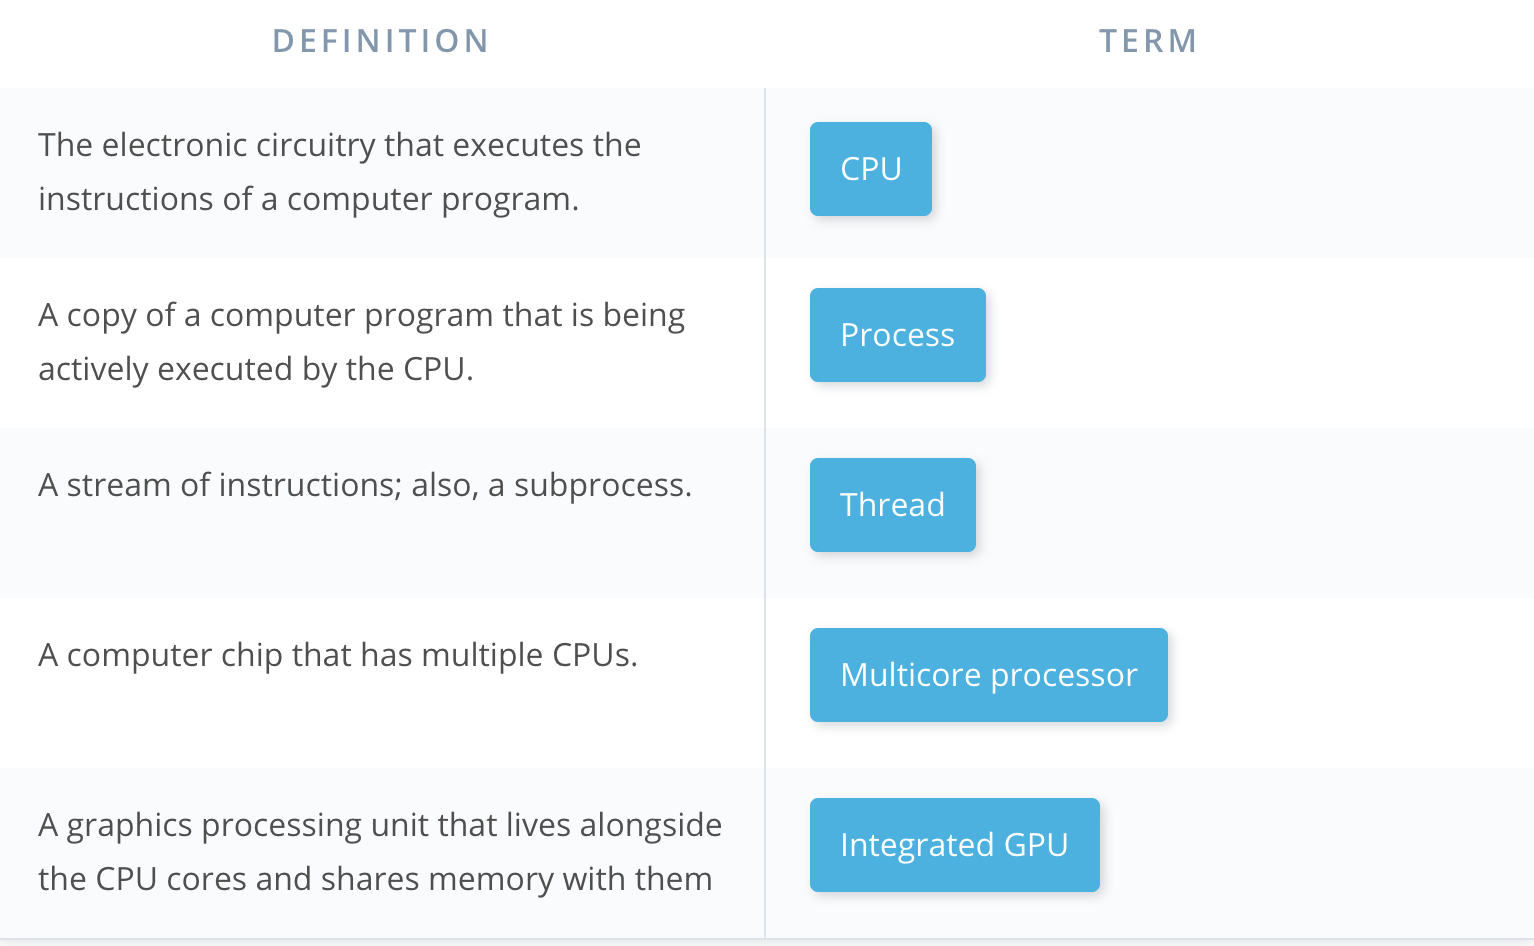 DEFINITION
TERM
The electronic circuitry that executes the
instructions of a computer program.
CPU
A copy of a computer program that is being
actively executed by the CPU.
Process
A stream of instructions; also, a subprocess.
Thread
A computer chip that has multiple CPUs.
Multicore processor
A graphics processing unit that lives alongside
the CPU cores and shares memory with them
Integrated GPU